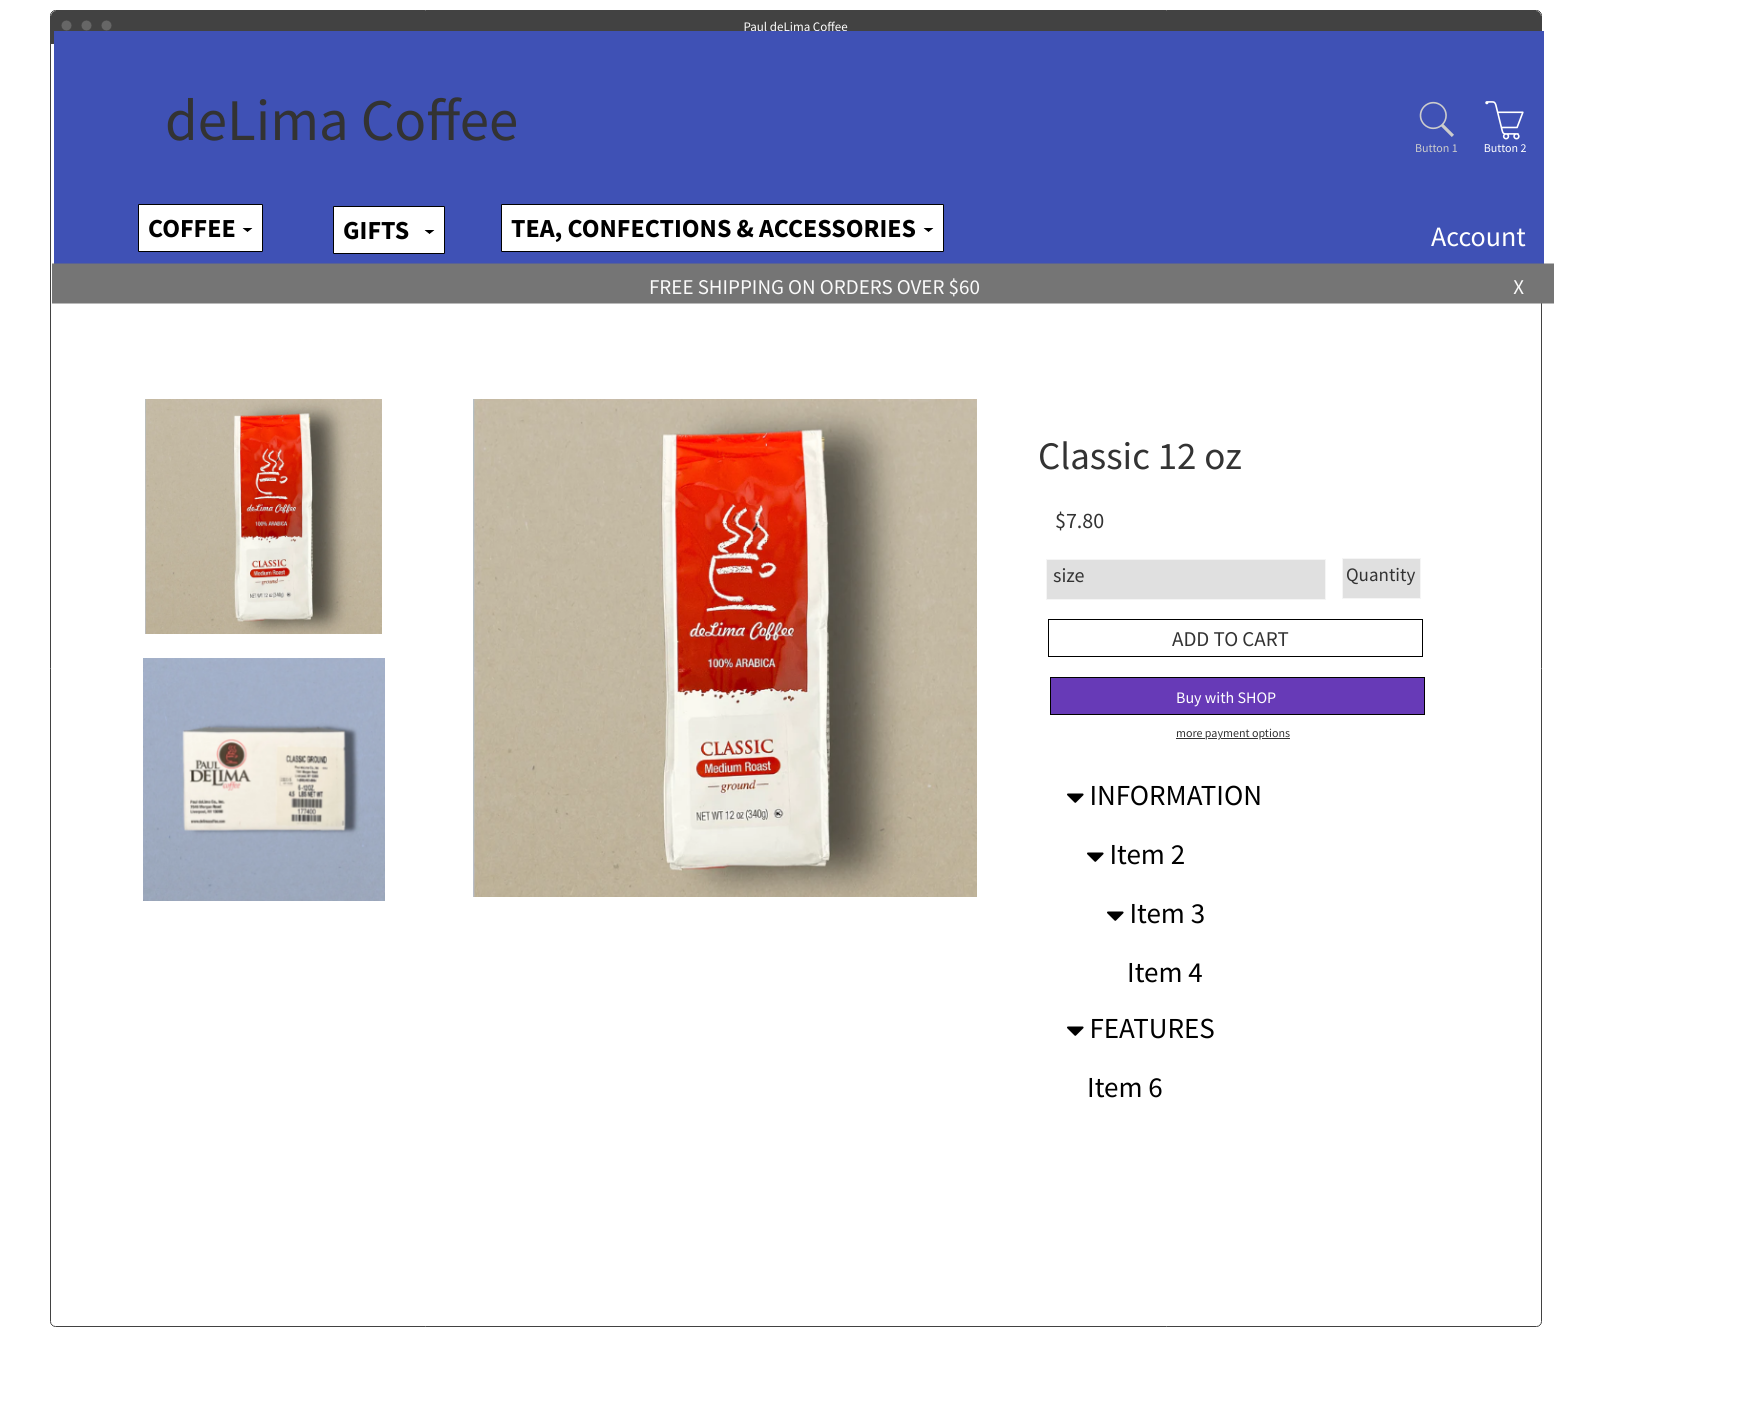 Paul deLima Coffee
deLima Coffee
Button 1
Button 2
COFFEE
GIFTS
TEA, CONFECTIONS & ACCESSORIES
Account
FREE SHIPPING ON ORDERS OVER $60
X
deLima Coffee
100% ARABICA
CLASSIC
Medium Roast
ground
NET WT 12 oz (340g)
PAUL
DELIMA
coffee
CLASSIC GROUND
deLima Coffee
100% ARABICA
CLASSIC
Medium Roast
ground
NET WT 12 oz (340g)
Classic 12 oz
$7.80
size
Quantity
ADD TO CART
Buy with SHOP
more payment options
INFORMATION
Item 2
Item 3
Item 4
FEATURES
Item 6